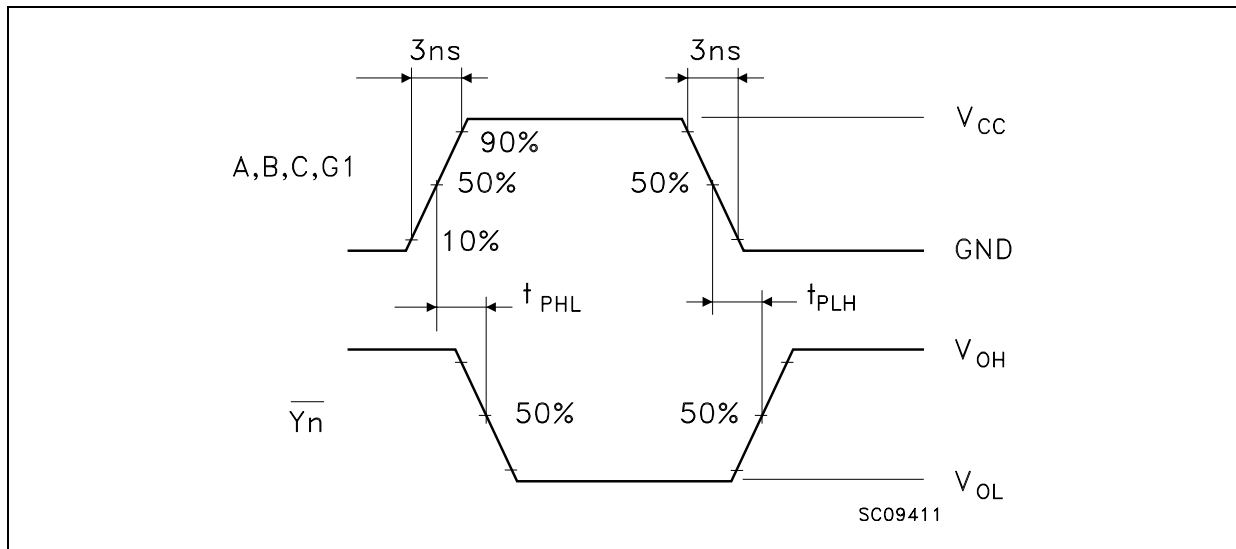 3ns 3ns
V_CC
90%
A,B,C,G1
50% 50%
10%
GND
t_PHL t_PLH
V_OH
50% 50%
Yn
V_OL
SC09411